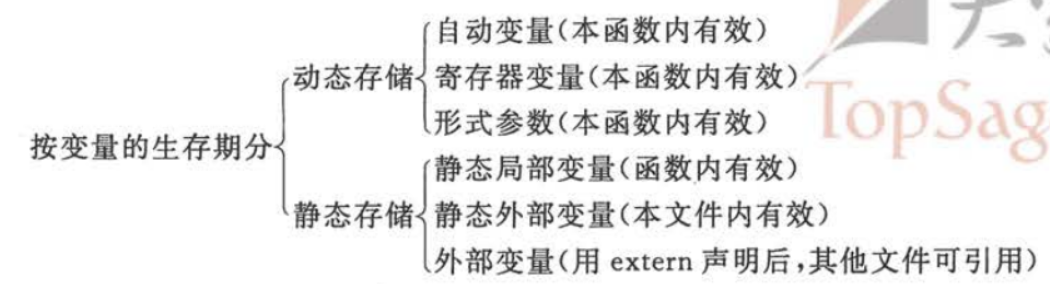 自动变量(本函数内有效)
动态存储 寄存器变量(本函数内有效)
形式参数(本函数内有效)
按变量的生存期分
静态局部变量(函数内有效)
静态存储 静态外部变量(本文件内有效)
外部变量(用 extern 声明后,其他文件可引用)
TopSag